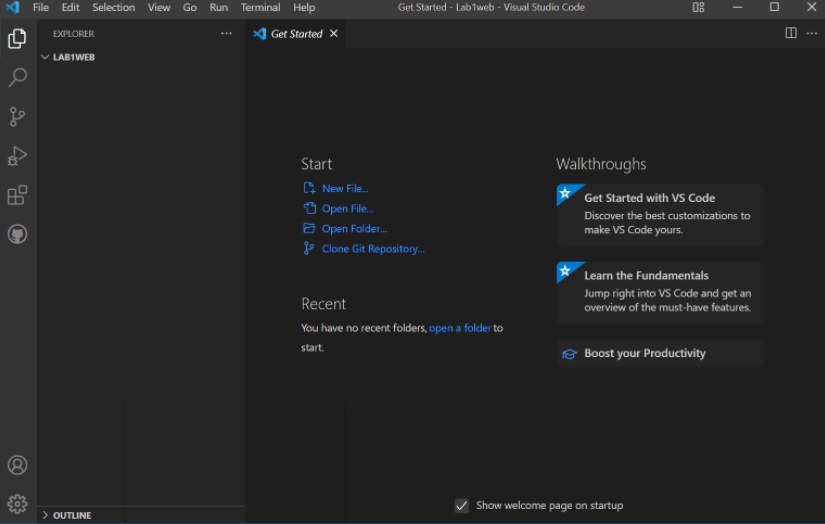 File Edit Selection View Go Run Terminal Help Get Started - Lab1web - Visual Studio Code
EXPLORER ...
LAB1WEB
Get Started
Start
New File...
Open File...
Open Folder...
Clone Git Repository...
Recent
You have no recent folders, open a folder to
start.
Walkthroughs
Get Started with VS Code
Discover the best customizations to
make VS Code yours.
Learn the Fundamentals
Jump right into VS Code and get an
overview of the must-have features.
Boost your Productivity
Show welcome page on startup
OUTLINE